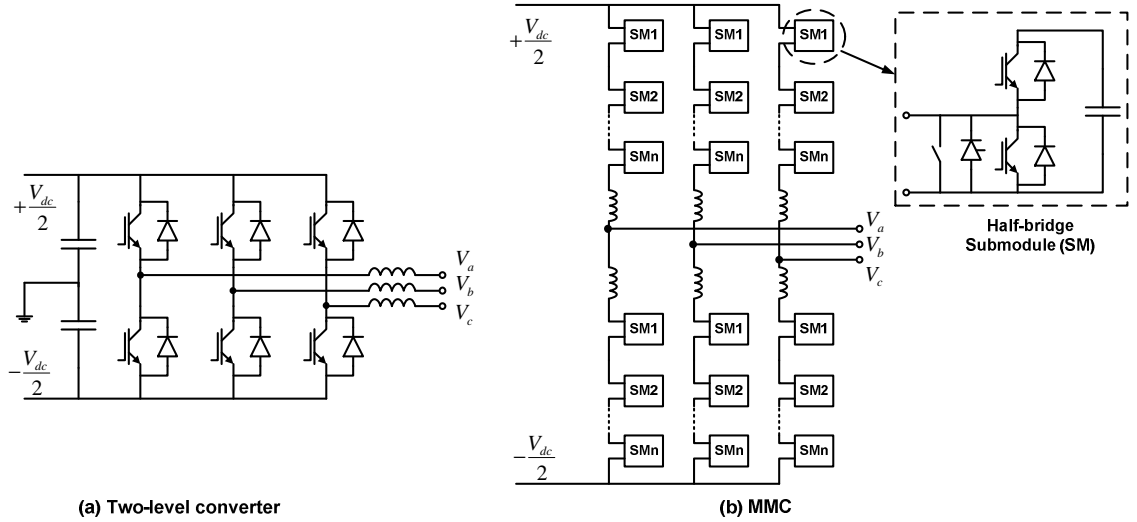 + V_dc / 2
- V_dc / 2
V_a
V_b
V_c
(a) Two-level converter
+ V_dc / 2
SM1 SM1 SM1
SM2 SM2 SM2
SMn SMn SMn
V_a
V_b
V_c
SM1 SM1 SM1
SM2 SM2 SM2
SMn SMn SMn
- V_dc / 2
(b) MMC
Half-bridge
Submodule (SM)